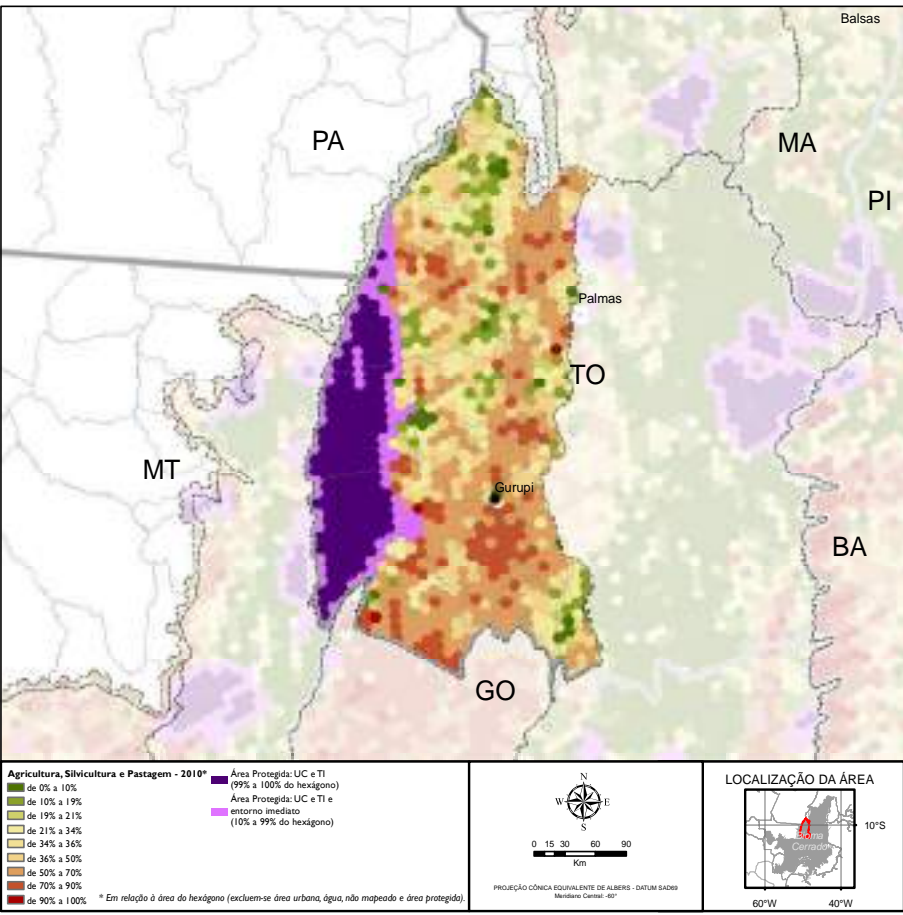 Balsas
PA
MA
PI
Palmas
TO
MT
Gurupi
BA
GO
Agricultura, Silvicultura e Pastagem - 2010*
de 0% a 10%
de 10% a 19%
de 19% a 21%
de 21% a 34%
de 34% a 36%
de 36% a 50%
de 50% a 70%
de 70% a 90%
de 90% a 100%
Área Protegida: UC e TI
(99% a 100% do hexágono)
Área Protegida: UC e TI e
entorno imediato
(10% a 99% do hexágono)
* Em relação à área do hexágono (excluem-se área urbana, água, não mapeado e área protegida).
N
W E
S
0 15 30 60 90
Km
PROJEÇÃO CÔNICA EQUIVALENTE DE ALBERS - DATUM SAD69
Meridiano Central: -60°
LOCALIZAÇÃO DA ÁREA
10°S
Bioma
Cerrado
60°W 40°W